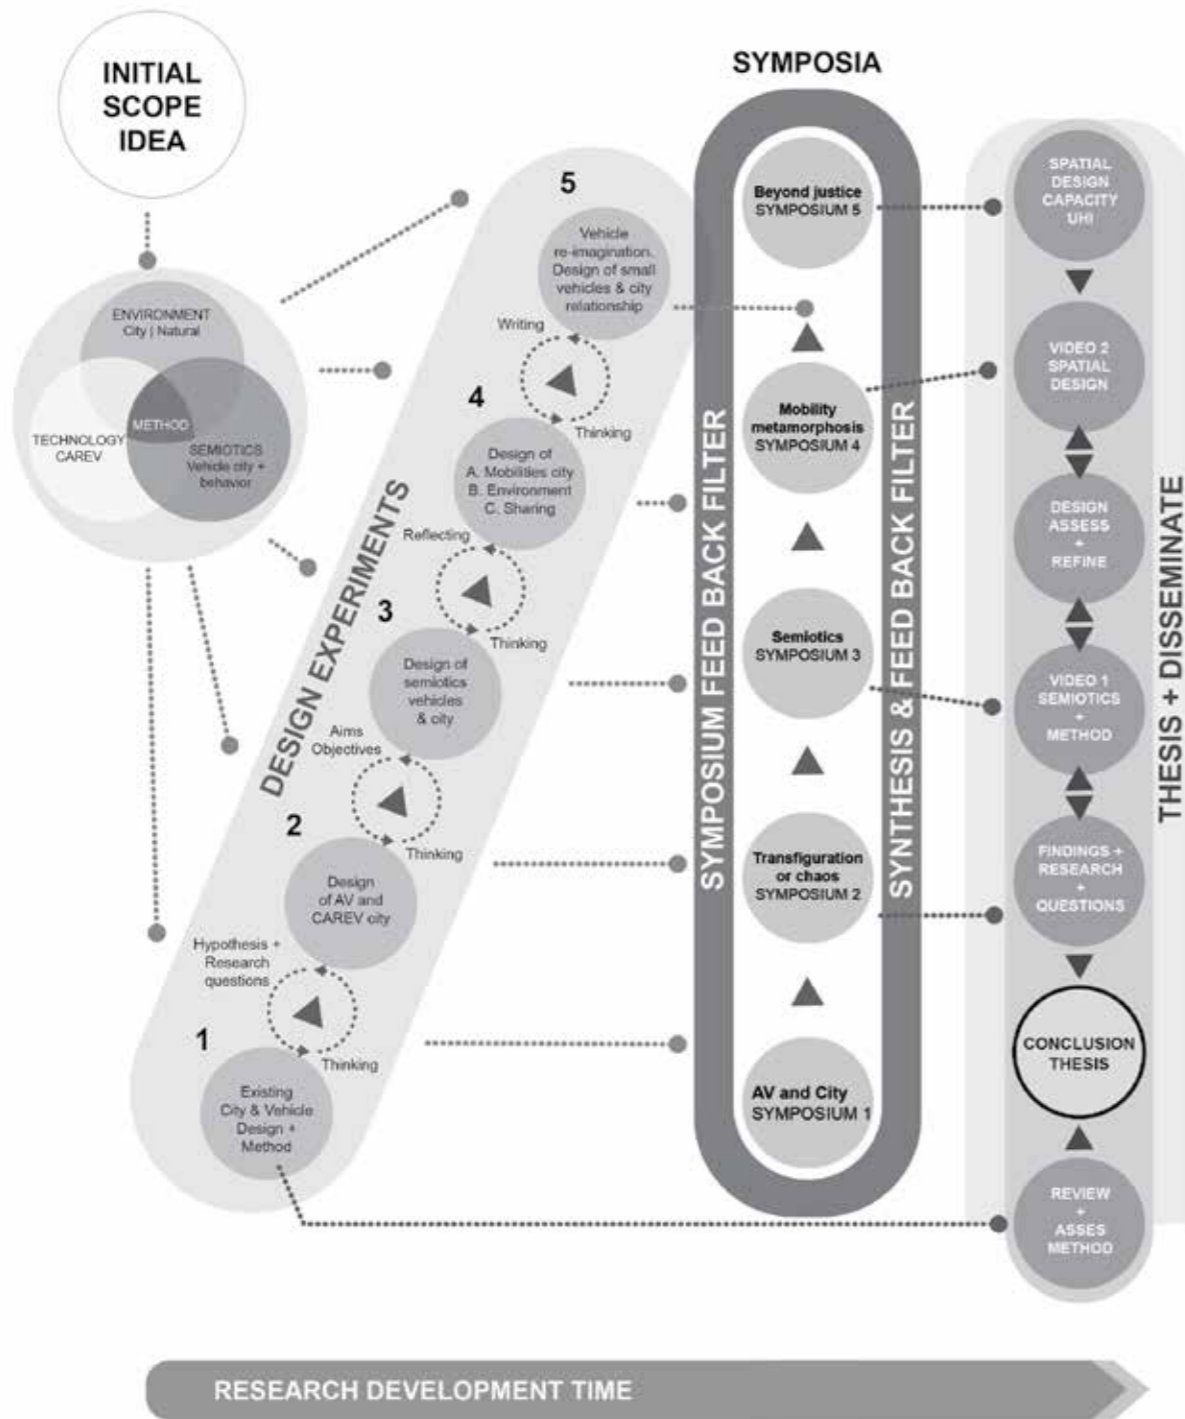 INITIAL
SCOPE
IDEA
ENVIRONMENT
City | Natural
METHOD
TECHNOLOGY
CAREV
SEMIOTICS
Vehicle city +
behavior
DESIGN EXPERIMENTS
5
Vehicle
re-imagination.
Design of small
vehicles & city
relationship
Writing
Thinking
4
Design of
A. Mobilities city
B. Environment
C. Sharing
Reflecting
Thinking
3
Design of
semiotics
vehicles
& city
Aims
Objectives
Thinking
2
Design
of AV and
CAREV city
Hypothesis +
Research
questions
Thinking
1
Existing
City & Vehicle
Design +
Method
SYMPOSIA
SYMPOSIUM FEED BACK FILTER
Beyond justice
SYMPOSIUM 5
Mobility
metamorphosis
SYMPOSIUM 4
Semiotics
SYMPOSIUM 3
Transfiguration
or chaos
SYMPOSIUM 2
AV and City
SYMPOSIUM 1
SYNTHESIS & FEED BACK FILTER
SPATIAL
DESIGN
CAPACITY
UHI
VIDEO 2
SPATIAL
DESIGN
DESIGN
ASSESS
+
REFINE
VIDEO 1
SEMIOTICS
+
METHOD
FINDINGS +
RESEARCH
+
QUESTIONS
CONCLUSION
THESIS
REVIEW
+
ASSES
METHOD
THESIS + DISSEMINATE
RESEARCH DEVELOPMENT TIME